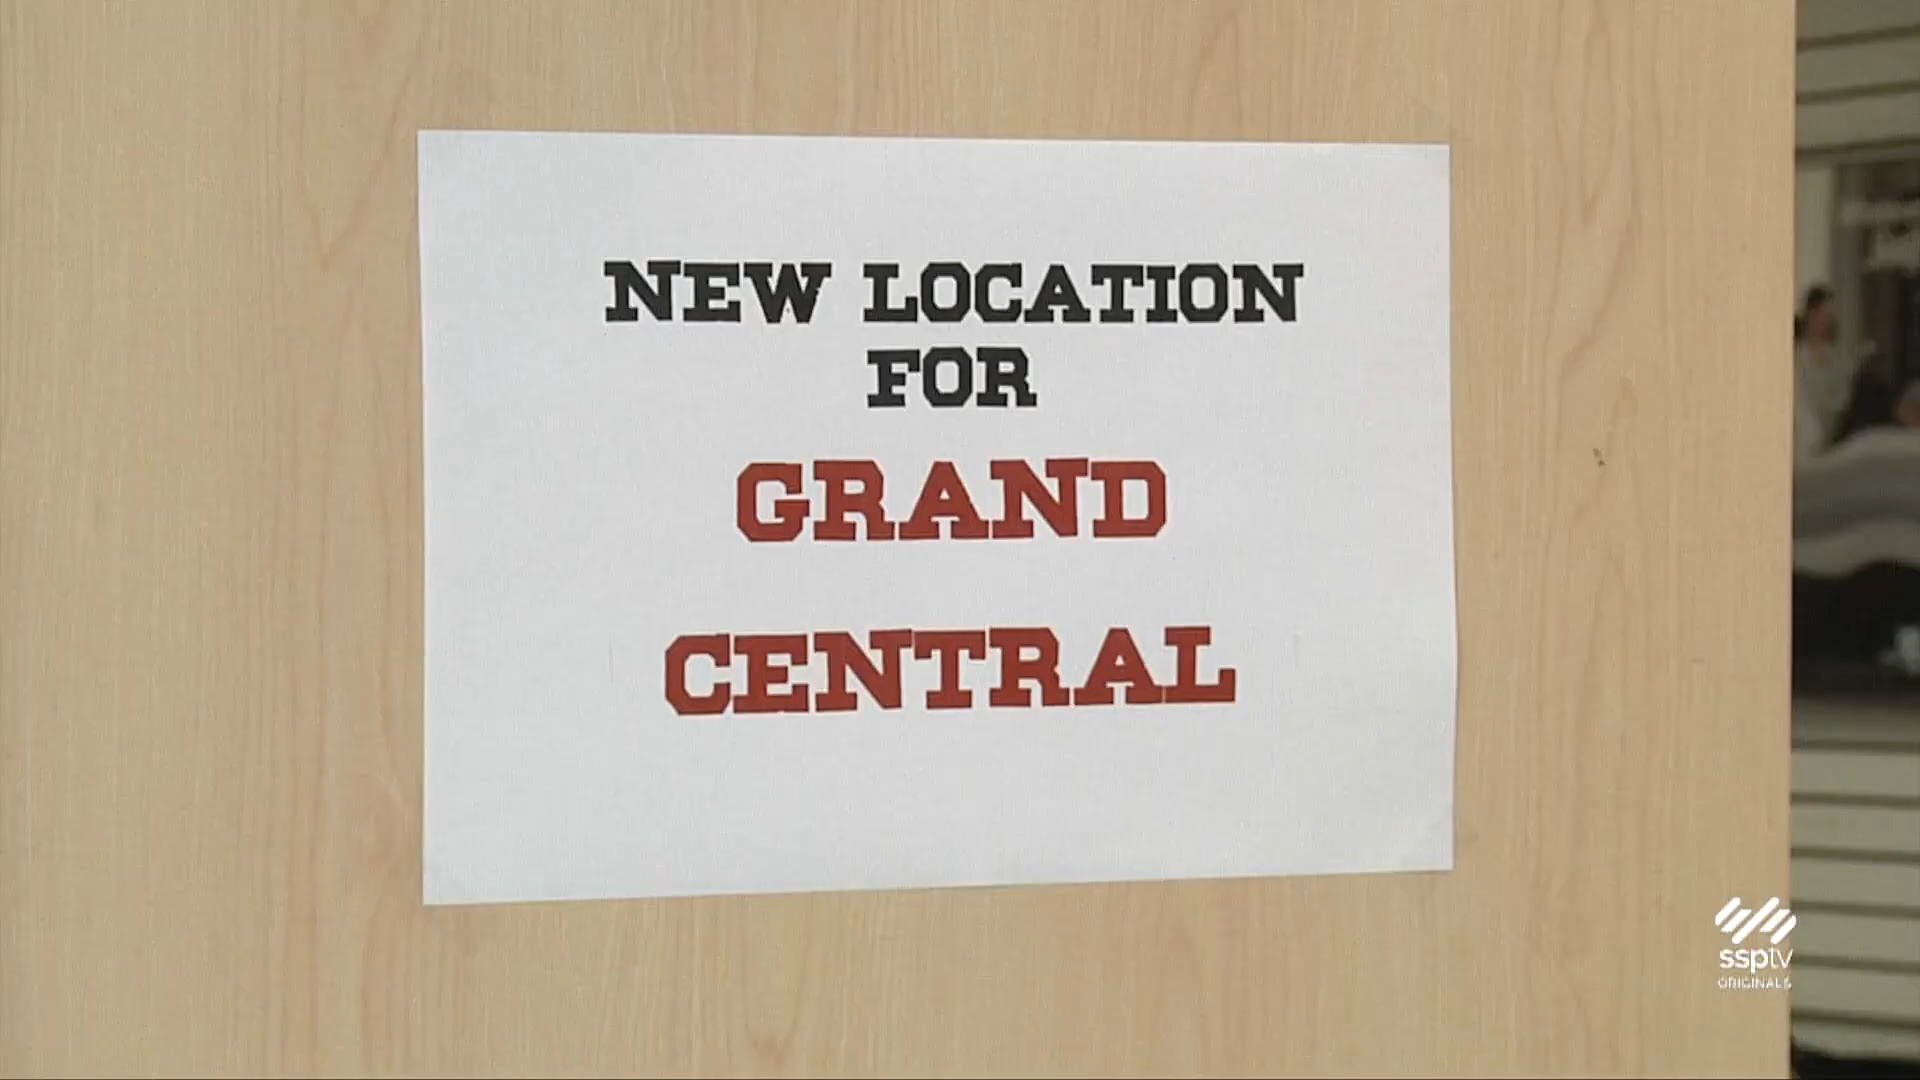 NEW LOCATION
FOR
GRAND
CENTRAL
ssptv
ORIGINALS